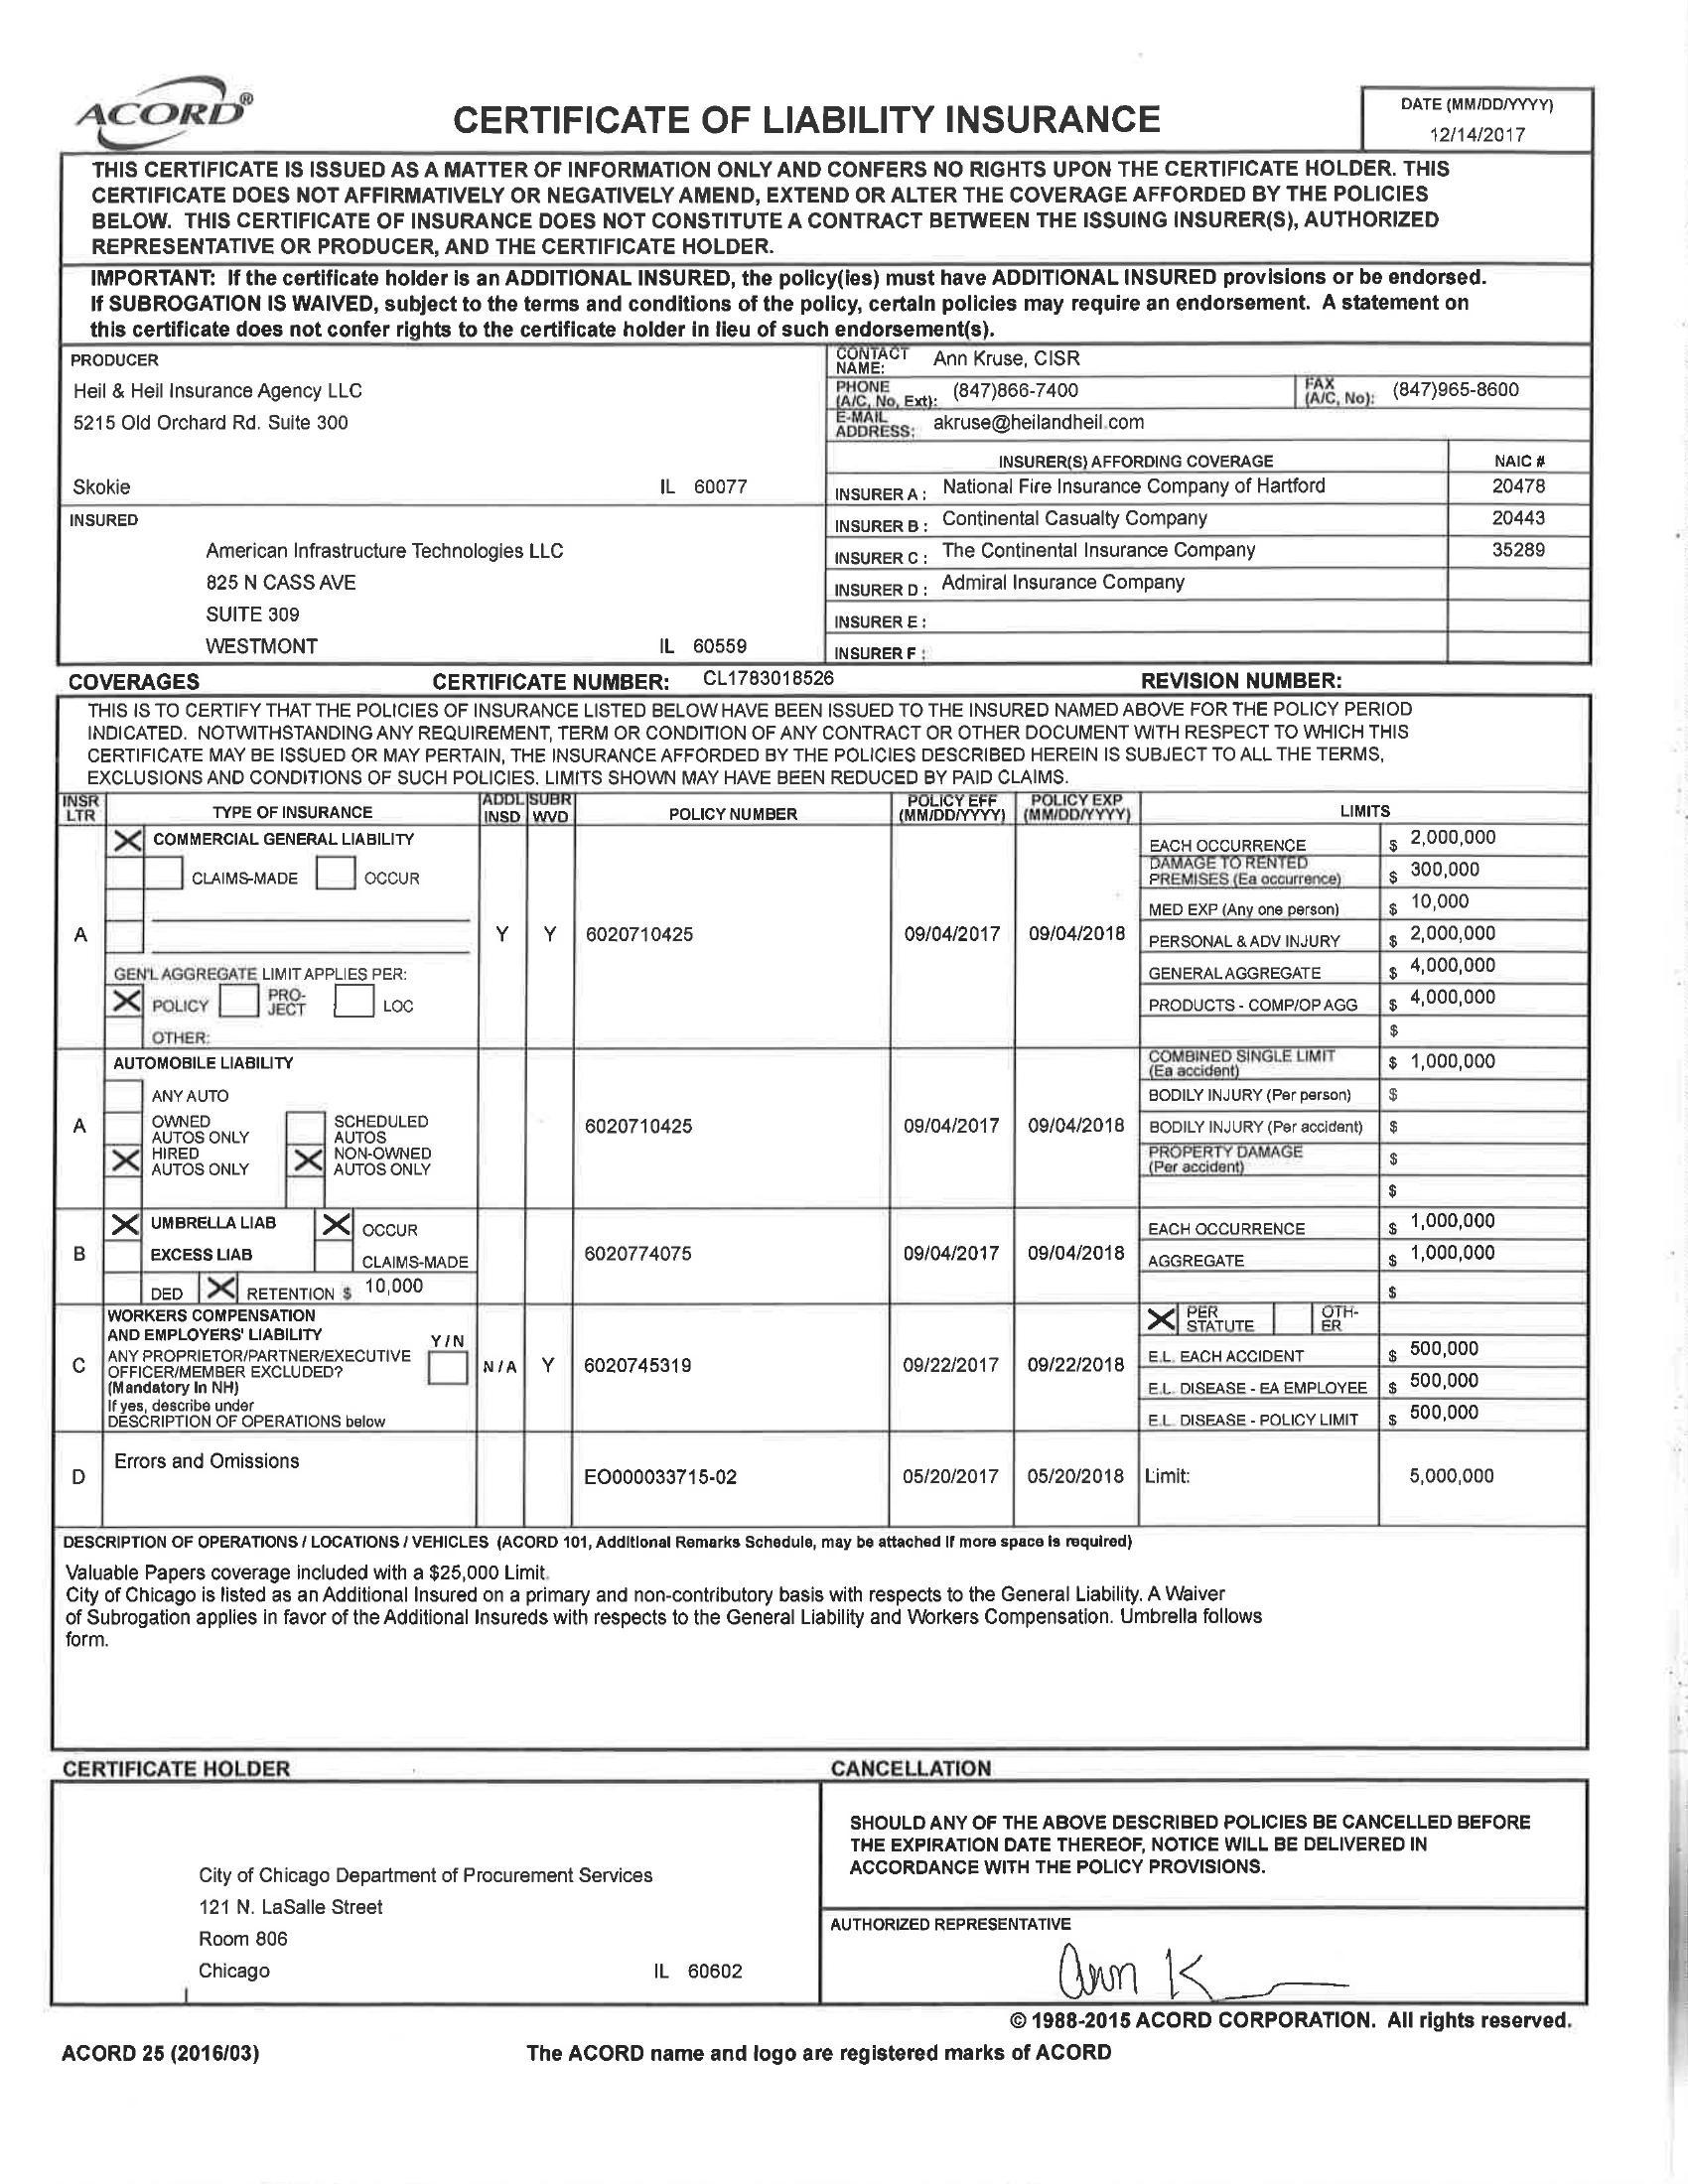 ACORD®
CERTIFICATE OF LIABILITY INSURANCE
DATE (MM/DD/YYYY)
12/14/2017
THIS CERTIFICATE IS ISSUED AS A MATTER OF INFORMATION ONLY AND CONFERS NO RIGHTS UPON THE CERTIFICATE HOLDER. THIS
CERTIFICATE DOES NOT AFFIRMATIVELY OR NEGATIVELY AMEND, EXTEND OR ALTER THE COVERAGE AFFORDED BY THE POLICIES
BELOW. THIS CERTIFICATE OF INSURANCE DOES NOT CONSTITUTE A CONTRACT BETWEEN THE ISSUING INSURER(S), AUTHORIZED
REPRESENTATIVE OR PRODUCER, AND THE CERTIFICATE HOLDER.
IMPORTANT: If the certificate holder is an ADDITIONAL INSURED, the policy(ies) must have ADDITIONAL INSURED provisions or be endorsed.
If SUBROGATION IS WAIVED, subject to the terms and conditions of the policy, certain policies may require an endorsement. A statement on
this certificate does not confer rights to the certificate holder in lieu of such endorsement(s).
PRODUCER
Heil & Heil Insurance Agency LLC
5215 Old Orchard Rd. Suite 300
Skokie IL 60077
CONTACT NAME: Ann Kruse, CISR
PHONE (A/C, No, Ext): (847)866-7400
FAX (A/C, No): (847)965-8600
E-MAIL ADDRESS: akruse@heilandheil.com
INSURER(S) AFFORDING COVERAGE NAIC #
INSURER A : National Fire Insurance Company of Hartford 20478
INSURED
American Infrastructure Technologies LLC
825 N CASS AVE
SUITE 309
WESTMONT IL 60559
INSURER B : Continental Casualty Company 20443
INSURER C : The Continental Insurance Company 35289
INSURER D : Admiral Insurance Company
INSURER E :
INSURER F :
COVERAGES CERTIFICATE NUMBER: CL1783018526 REVISION NUMBER:
THIS IS TO CERTIFY THAT THE POLICIES OF INSURANCE LISTED BELOW HAVE BEEN ISSUED TO THE INSURED NAMED ABOVE FOR THE POLICY PERIOD
INDICATED. NOTWITHSTANDING ANY REQUIREMENT, TERM OR CONDITION OF ANY CONTRACT OR OTHER DOCUMENT WITH RESPECT TO WHICH THIS
CERTIFICATE MAY BE ISSUED OR MAY PERTAIN, THE INSURANCE AFFORDED BY THE POLICIES DESCRIBED HEREIN IS SUBJECT TO ALL THE TERMS,
EXCLUSIONS AND CONDITIONS OF SUCH POLICIES. LIMITS SHOWN MAY HAVE BEEN REDUCED BY PAID CLAIMS.
INSR LTR TYPE OF INSURANCE ADDL INSD SUBR WVD POLICY NUMBER POLICY EFF (MM/DD/YYYY) POLICY EXP (MM/DD/YYYY) LIMITS
A
X COMMERCIAL GENERAL LIABILITY
CLAIMS-MADE OCCUR
GEN'L AGGREGATE LIMIT APPLIES PER:
X POLICY PRO-JECT LOC
OTHER:
Y Y 6020710425 09/04/2017 09/04/2018
EACH OCCURRENCE $ 2,000,000
DAMAGE TO RENTED PREMISES (Ea occurrence) $ 300,000
MED EXP (Any one person) $ 10,000
PERSONAL & ADV INJURY $ 2,000,000
GENERAL AGGREGATE $ 4,000,000
PRODUCTS - COMP/OP AGG $ 4,000,000
$
A
AUTOMOBILE LIABILITY
ANY AUTO
OWNED AUTOS ONLY SCHEDULED AUTOS
X HIRED AUTOS ONLY X NON-OWNED AUTOS ONLY
6020710425 09/04/2017 09/04/2018
COMBINED SINGLE LIMIT (Ea accident) $ 1,000,000
BODILY INJURY (Per person) $
BODILY INJURY (Per accident) $
PROPERTY DAMAGE (Per accident) $
$
B
X UMBRELLA LIAB X OCCUR
EXCESS LIAB CLAIMS-MADE
DED X RETENTION $ 10,000
6020774075 09/04/2017 09/04/2018
EACH OCCURRENCE $ 1,000,000
AGGREGATE $ 1,000,000
$
C
WORKERS COMPENSATION
AND EMPLOYERS' LIABILITY Y / N
ANY PROPRIETOR/PARTNER/EXECUTIVE
OFFICER/MEMBER EXCLUDED?
(Mandatory in NH)
If yes, describe under
DESCRIPTION OF OPERATIONS below
N / A Y 6020745319 09/22/2017 09/22/2018
X PER STATUTE OTH-ER
E.L. EACH ACCIDENT $ 500,000
E.L. DISEASE - EA EMPLOYEE $ 500,000
E.L. DISEASE - POLICY LIMIT $ 500,000
D
Errors and Omissions
EO000033715-02 05/20/2017 05/20/2018 Limit: 5,000,000
DESCRIPTION OF OPERATIONS / LOCATIONS / VEHICLES (ACORD 101, Additional Remarks Schedule, may be attached if more space is required)
Valuable Papers coverage included with a $25,000 Limit.
City of Chicago is listed as an Additional Insured on a primary and non-contributory basis with respects to the General Liability. A Waiver
of Subrogation applies in favor of the Additional Insureds with respects to the General Liability and Workers Compensation. Umbrella follows
form.
CERTIFICATE HOLDER
City of Chicago Department of Procurement Services
121 N. LaSalle Street
Room 806
Chicago IL 60602
CANCELLATION
SHOULD ANY OF THE ABOVE DESCRIBED POLICIES BE CANCELLED BEFORE
THE EXPIRATION DATE THEREOF, NOTICE WILL BE DELIVERED IN
ACCORDANCE WITH THE POLICY PROVISIONS.
AUTHORIZED REPRESENTATIVE
Ann K
© 1988-2015 ACORD CORPORATION. All rights reserved.
ACORD 25 (2016/03) The ACORD name and logo are registered marks of ACORD